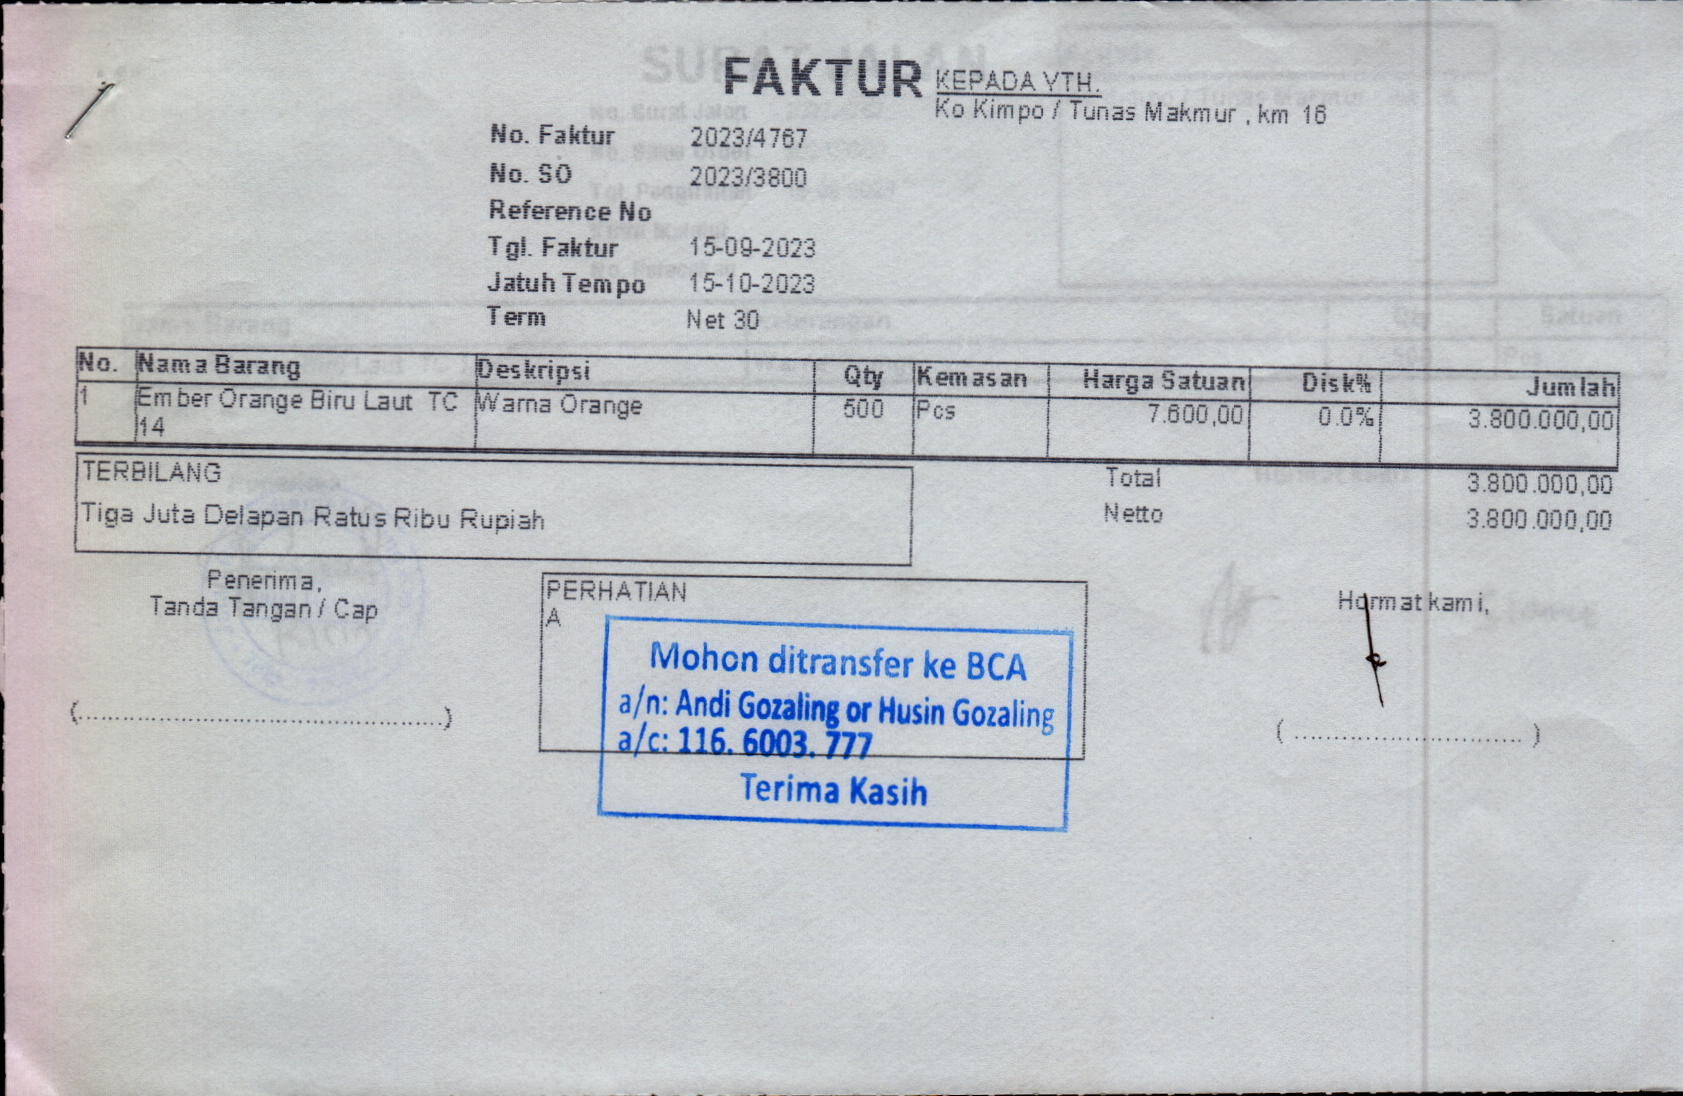 FAKTUR
KEPADA YTH.
Ko Kimpo / Tunas Makmur , km 16
No. Faktur 2023/4767
No. SO 2023/3800
Reference No
Tgl. Faktur 15-09-2023
Jatuh Tempo 15-10-2023
Term Net 30
No. Nama Barang Deskripsi Qty Kemasan Harga Satuan Disk% Jumlah
1 Ember Orange Biru Laut TC Warna Orange 500 Pcs 7.600,00 0.0% 3.800.000,00
14
TERBILANG
Tiga Juta Delapan Ratus Ribu Rupiah
Total 3.800.000,00
Netto 3.800.000,00
Penerima,
Tanda Tangan / Cap
(...............................................)
PERHATIAN
A
Mohon ditransfer ke BCA
a/n: Andi Gozaling or Husin Gozaling
a/c: 116. 6003. 777
Terima Kasih
Hormat kami,
( .............................. )